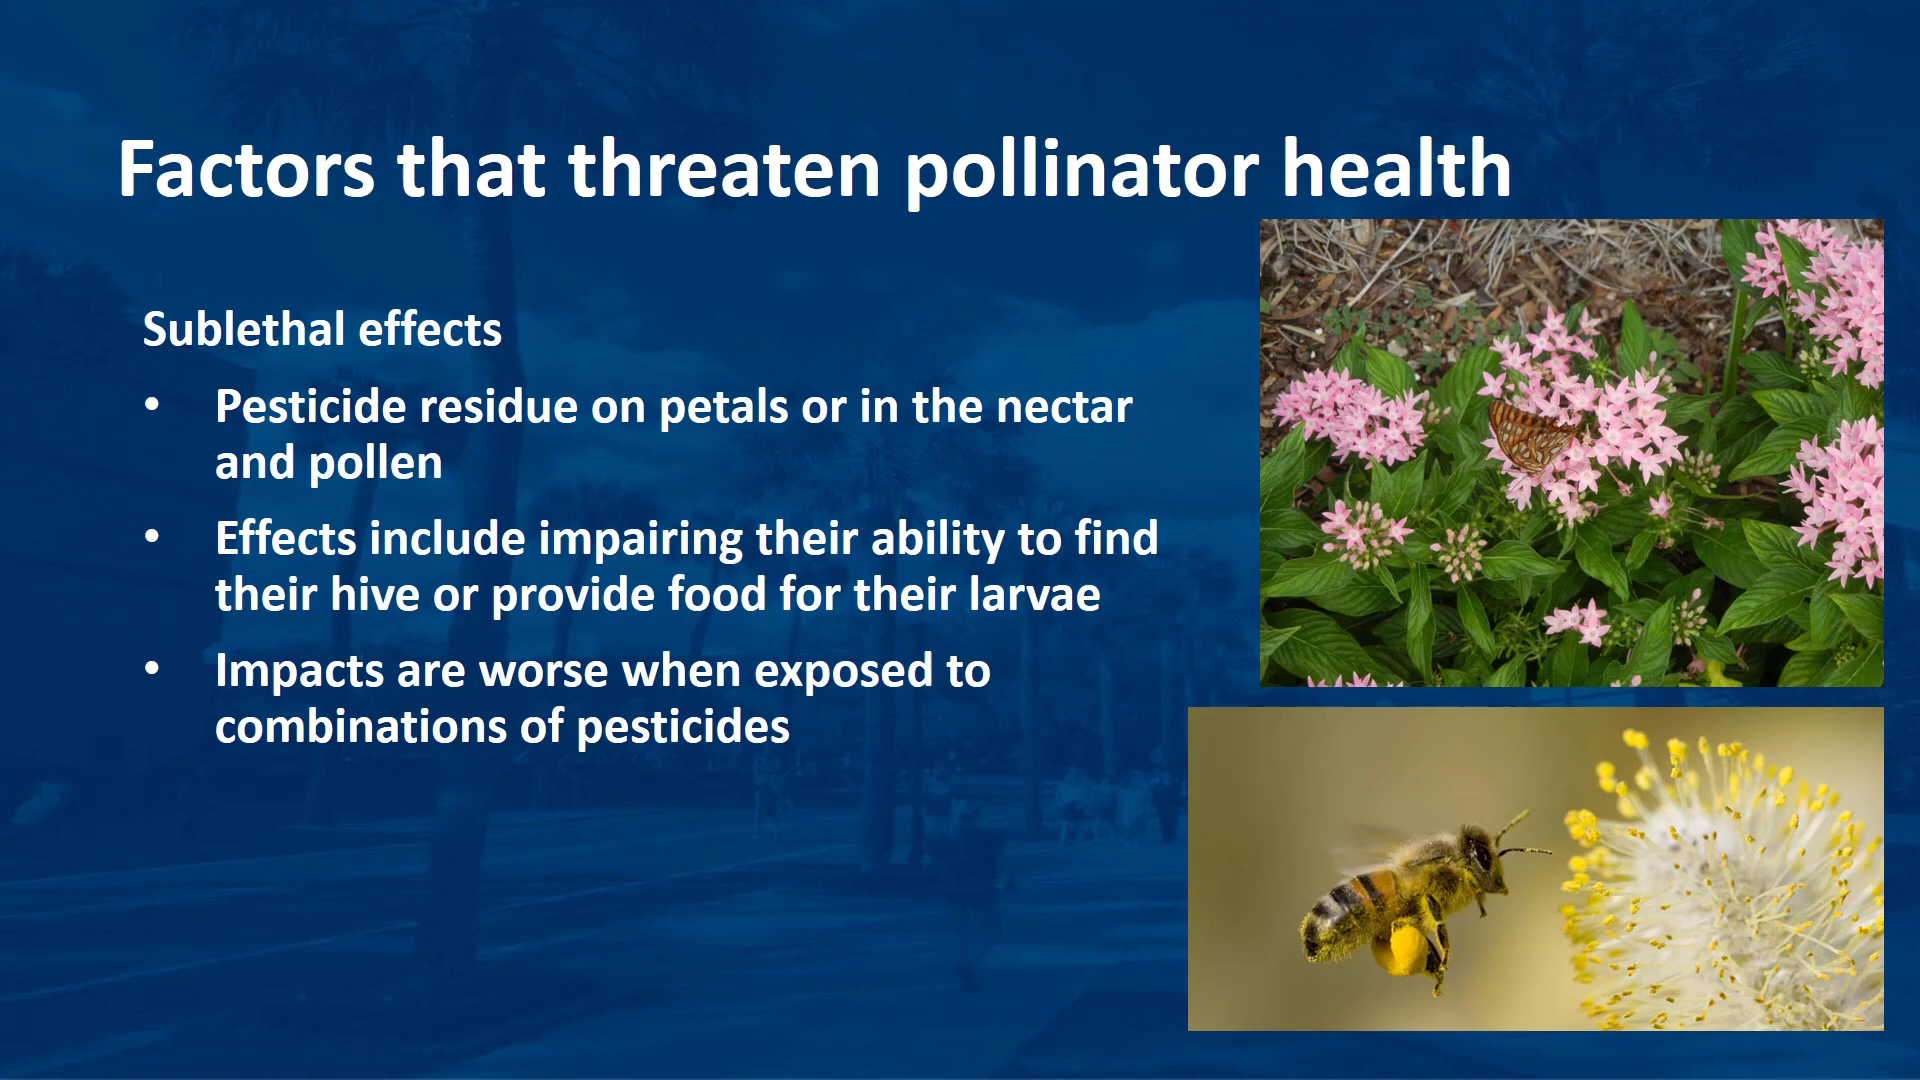 Factors that threaten pollinator health
Sublethal effects
• Pesticide residue on petals or in the nectar
and pollen
• Effects include impairing their ability to find
their hive or provide food for their larvae
• Impacts are worse when exposed to
combinations of pesticides